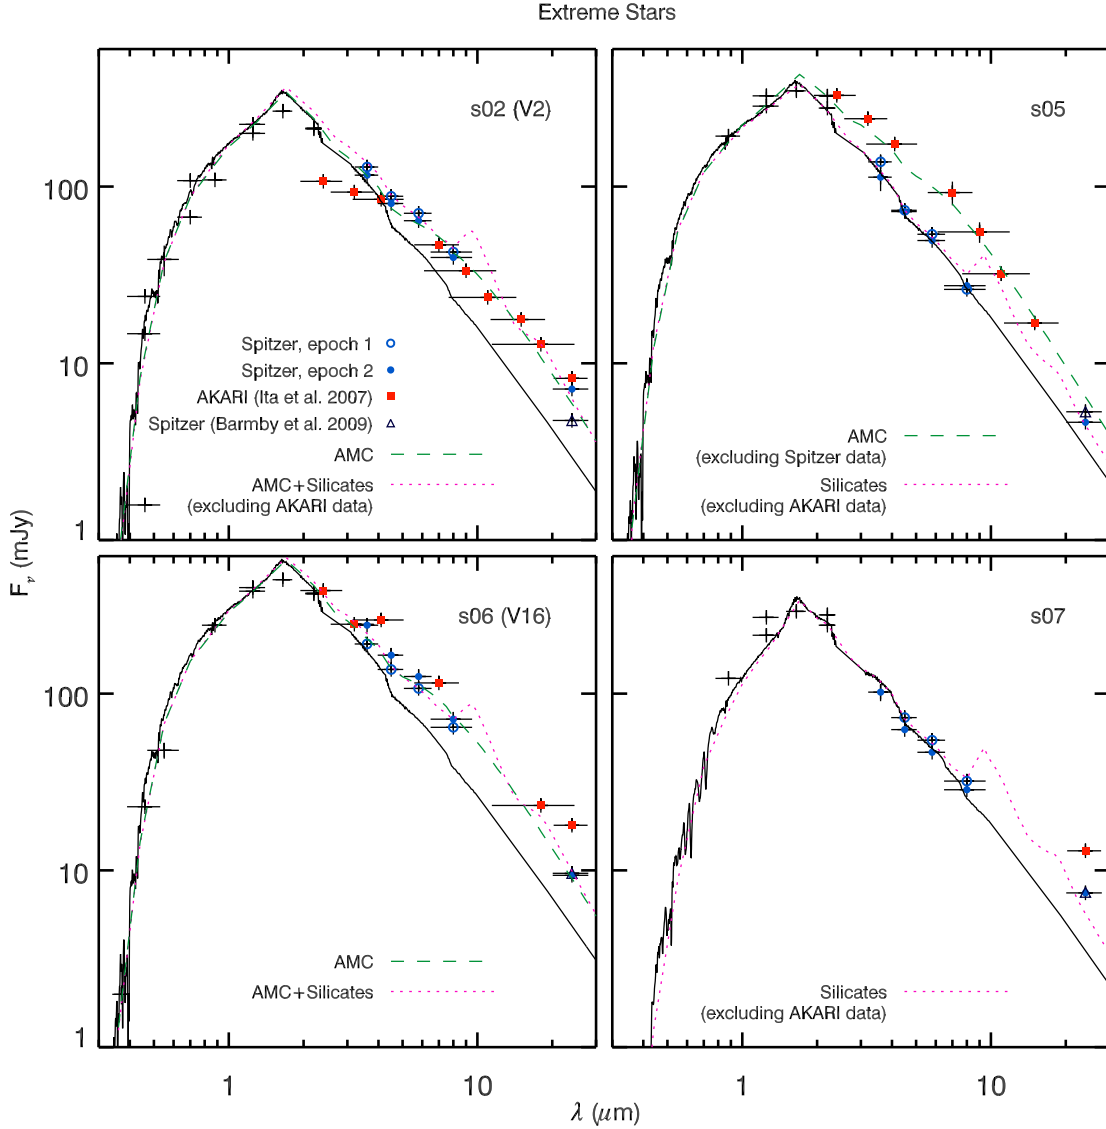 Extreme Stars
s02 (V2)
100
10
1
Spitzer, epoch 1
Spitzer, epoch 2
AKARI (Ita et al. 2007)
Spitzer (Barmby et al. 2009)
AMC
AMC+Silicates
(excluding AKARI data)
s05
AMC
(excluding Spitzer data)
Silicates
(excluding AKARI data)
Fν (mJy)
s06 (V16)
100
10
1
AMC
AMC+Silicates
s07
Silicates
(excluding AKARI data)
1
10
1
10
λ (μm)